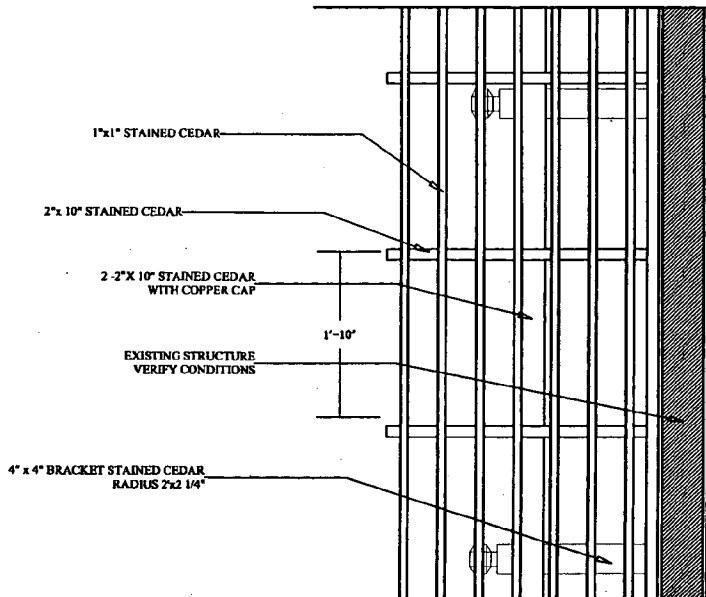 1"x1" STAINED CEDAR
2"x 10" STAINED CEDAR
2 -2"X 10" STAINED CEDAR
WITH COPPER CAP
1'-10"
EXISTING STRUCTURE
VERIFY CONDITIONS
4" x 4" BRACKET STAINED CEDAR
RADIUS 2"x2 1/4"